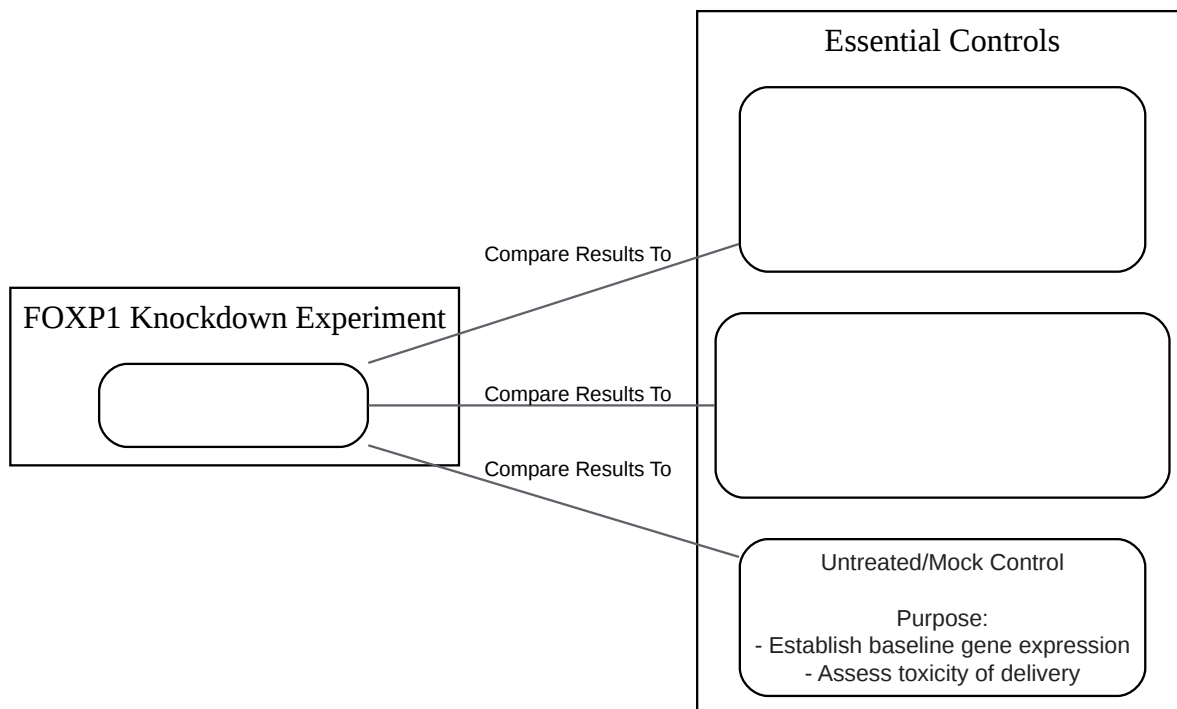 Essential Controls
Compare Results To
FOXP1 Knockdown Experiment
Compare Results To
Compare Results To
Untreated/Mock Control
Purpose:
- Establish baseline gene expression
- Assess toxicity of delivery